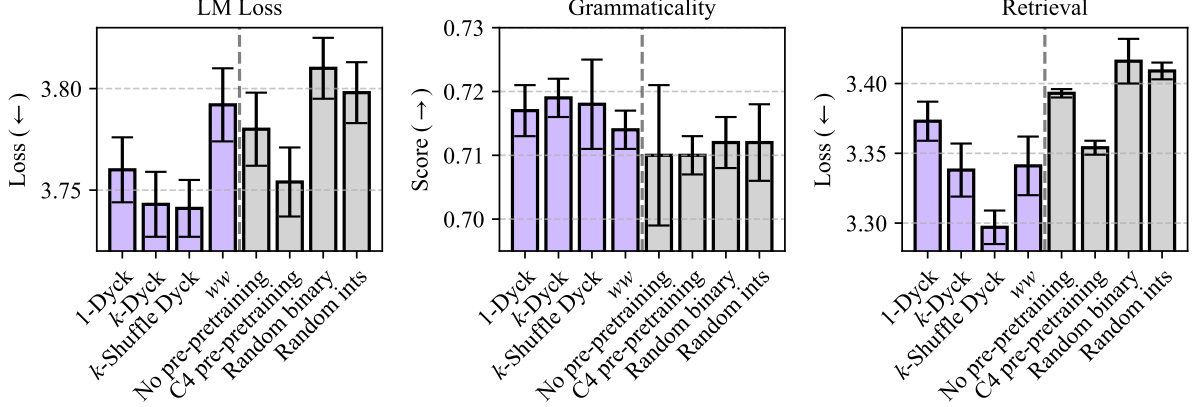 LM Loss
Loss (←)
3.80
3.75
1-Dyck
k-Dyck
k-Shuffle Dyck
ww
No pre-pretraining
C4 pre-pretraining
Random binary
Random ints
Grammaticality
Score (→)
0.73
0.72
0.71
0.70
1-Dyck
k-Dyck
k-Shuffle Dyck
ww
No pre-pretraining
C4 pre-pretraining
Random binary
Random ints
Retrieval
Loss (←)
3.40
3.35
3.30
1-Dyck
k-Dyck
k-Shuffle Dyck
ww
No pre-pretraining
C4 pre-pretraining
Random binary
Random ints